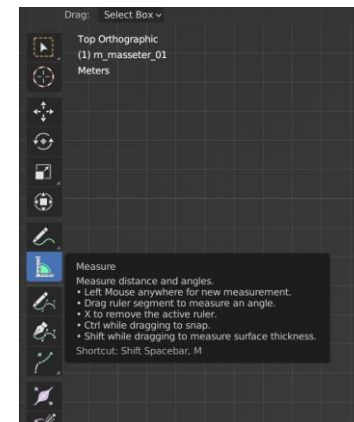 Drag: Select Box
Top Orthographic
(1) m_masseter_01
Meters
Measure
Measure distance and angles.
• Left Mouse anywhere for new measurement.
• Drag ruler segment to measure an angle.
• X to remove the active ruler.
• Ctrl while dragging to snap.
• Shift while dragging to measure surface thickness.
Shortcut: Shift Spacebar, M